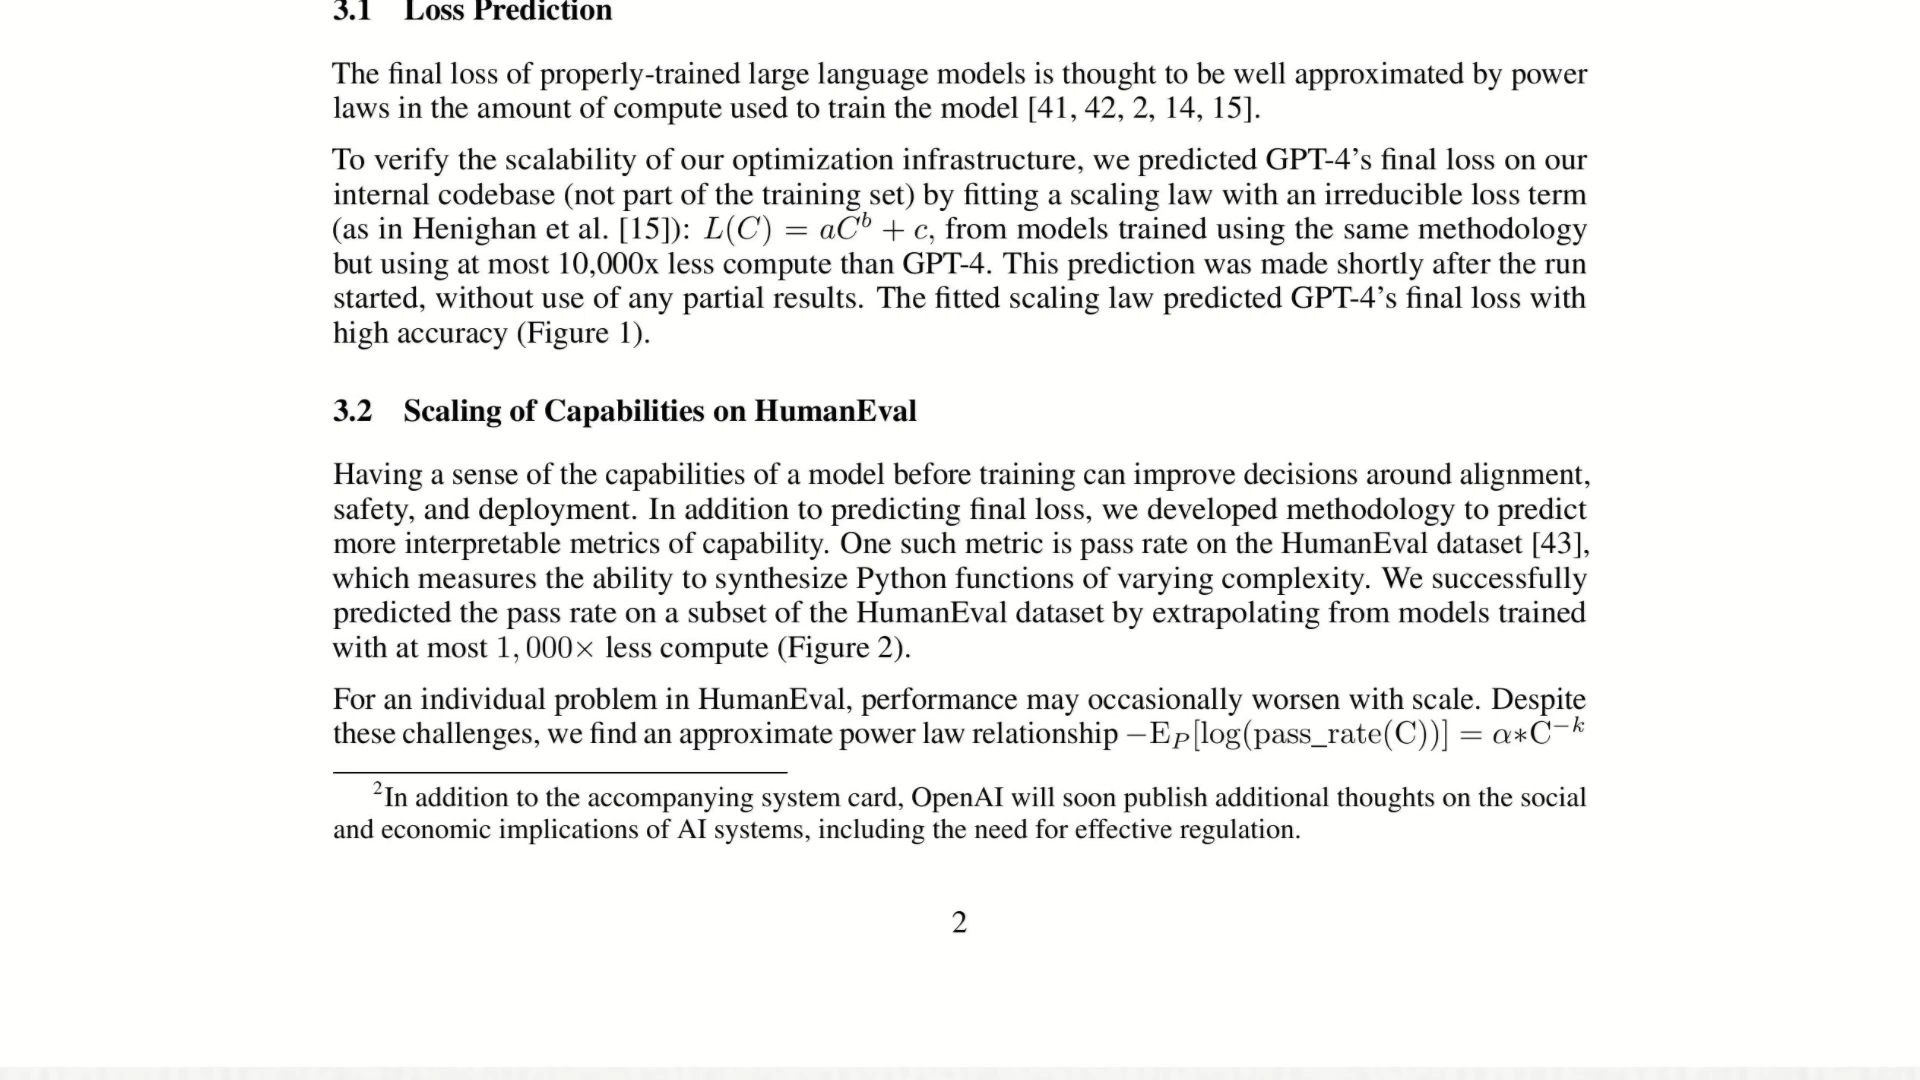 3.1 Loss Prediction
The final loss of properly-trained large language models is thought to be well approximated by power
laws in the amount of compute used to train the model [41, 42, 2, 14, 15].
To verify the scalability of our optimization infrastructure, we predicted GPT-4’s final loss on our
internal codebase (not part of the training set) by fitting a scaling law with an irreducible loss term
(as in Henighan et al. [15]): L(C) = aC^b + c, from models trained using the same methodology
but using at most 10,000x less compute than GPT-4. This prediction was made shortly after the run
started, without use of any partial results. The fitted scaling law predicted GPT-4’s final loss with
high accuracy (Figure 1).
3.2 Scaling of Capabilities on HumanEval
Having a sense of the capabilities of a model before training can improve decisions around alignment,
safety, and deployment. In addition to predicting final loss, we developed methodology to predict
more interpretable metrics of capability. One such metric is pass rate on the HumanEval dataset [43],
which measures the ability to synthesize Python functions of varying complexity. We successfully
predicted the pass rate on a subset of the HumanEval dataset by extrapolating from models trained
with at most 1,000× less compute (Figure 2).
For an individual problem in HumanEval, performance may occasionally worsen with scale. Despite
these challenges, we find an approximate power law relationship −E_P[log(pass_rate(C))] = α∗C^−k
²In addition to the accompanying system card, OpenAI will soon publish additional thoughts on the social
and economic implications of AI systems, including the need for effective regulation.
2